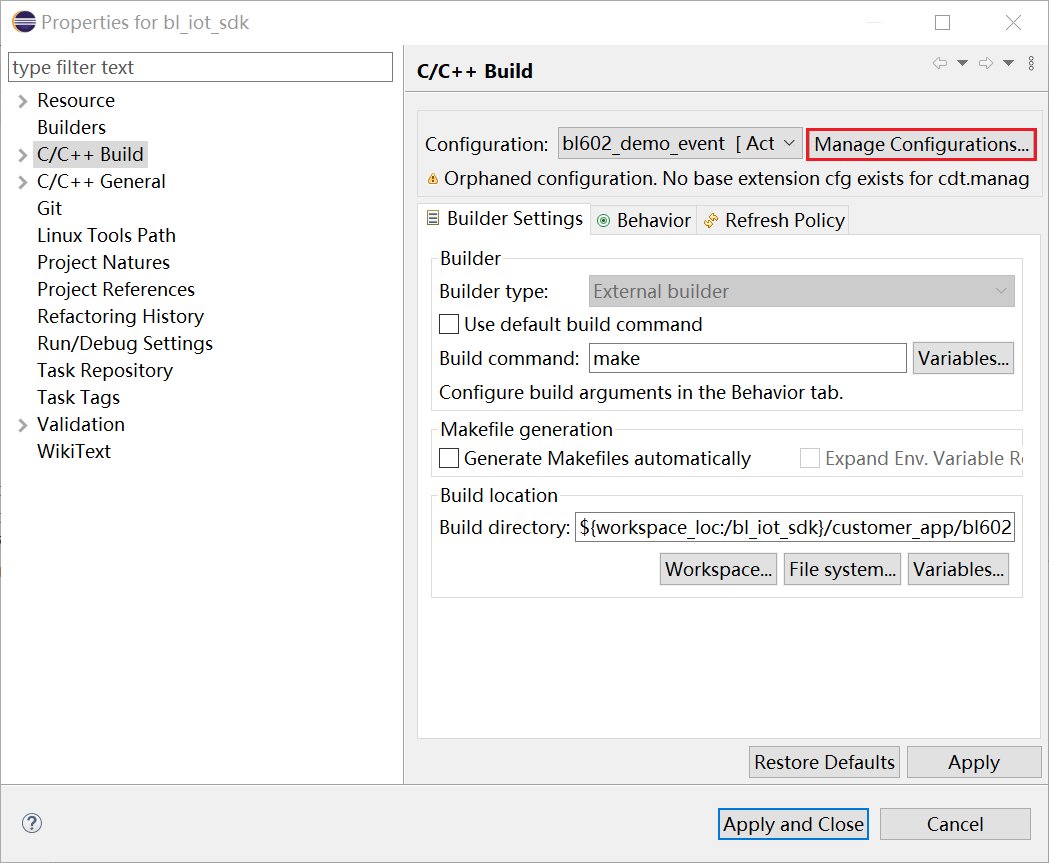 Properties for bl_iot_sdk
type filter text
Resource
Builders
C/C++ Build
C/C++ General
Git
Linux Tools Path
Project Natures
Project References
Refactoring History
Run/Debug Settings
Task Repository
Task Tags
Validation
WikiText
C/C++ Build
Configuration: bl602_demo_event [ Act Manage Configurations...
Orphaned configuration. No base extension cfg exists for cdt.manag
Builder Settings Behavior Refresh Policy
Builder
Builder type: External builder
Use default build command
Build command: make Variables...
Configure build arguments in the Behavior tab.
Makefile generation
Generate Makefiles automatically Expand Env. Variable Re
Build location
Build directory: ${workspace_loc:/bl_iot_sdk}/customer_app/bl602
Workspace... File system... Variables...
Restore Defaults Apply
? Apply and Close Cancel